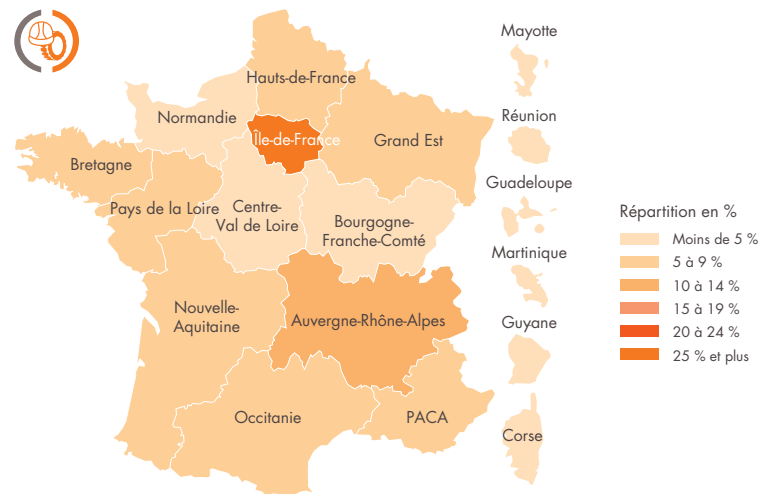 Mayotte
Hauts-de-France
Normandie
Réunion
Île-de-France
Grand Est
Bretagne
Guadeloupe
Pays de la Loire
Centre-
Val de Loire
Bourgogne-
Franche-Comté
Martinique
Nouvelle-
Aquitaine
Auvergne-Rhône-Alpes
Guyane
Occitanie
PACA
Corse
Répartition en %
Moins de 5 %
5 à 9 %
10 à 14 %
15 à 19 %
20 à 24 %
25 % et plus